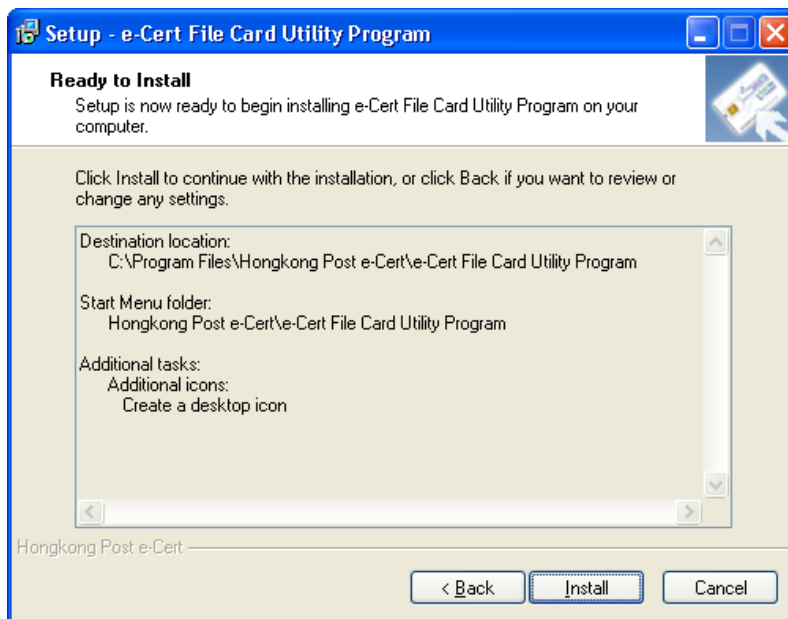 Setup - e-Cert File Card Utility Program
Ready to Install
Setup is now ready to begin installing e-Cert File Card Utility Program on your
computer.
Click Install to continue with the installation, or click Back if you want to review or
change any settings.
Destination location:
C:\Program Files\Hongkong Post e-Cert\e-Cert File Card Utility Program
Start Menu folder:
Hongkong Post e-Cert\e-Cert File Card Utility Program
Additional tasks:
Additional icons:
Create a desktop icon
Hongkong Post e-Cert
< Back
Install
Cancel